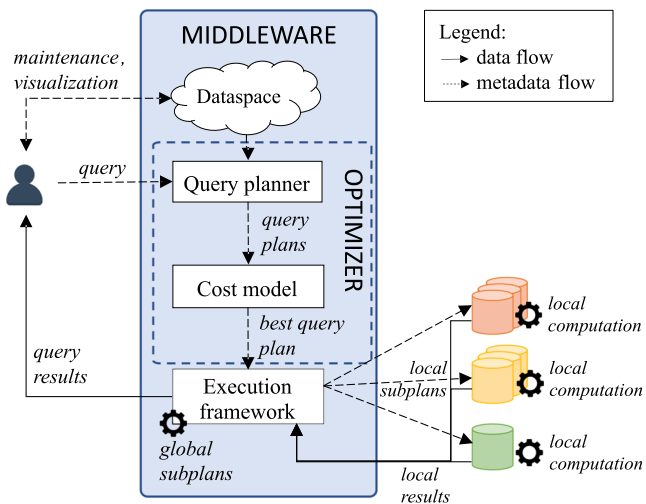 MIDDLEWARE
Legend:
data flow
metadata flow
maintenance,
visualization
Dataspace
query
Query planner
OPTIMIZER
query
plans
Cost model
best query
plan
query
results
Execution
framework
global
subplans
local
subplans
local
computation
local
computation
local
computation
local
results